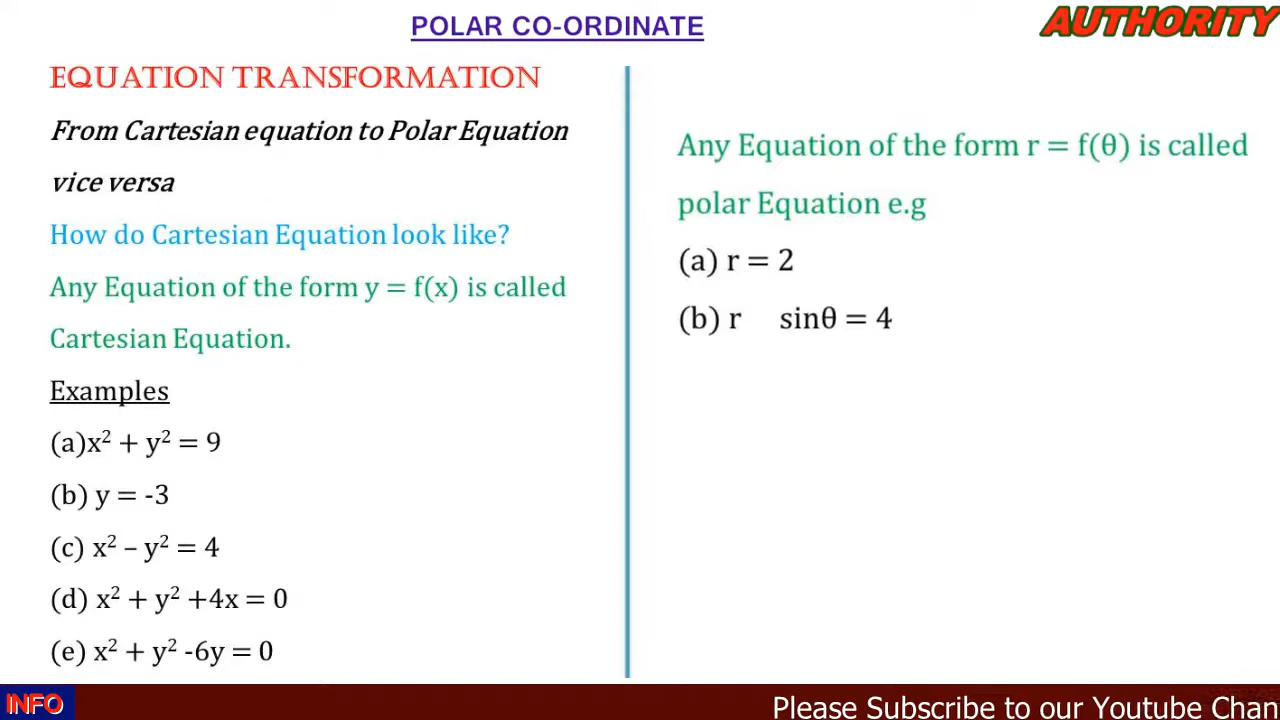 POLAR CO-ORDINATE
AUTHORITY
EQUATION TRANSFORMATION
From Cartesian equation to Polar Equation
vice versa
How do Cartesian Equation look like?
Any Equation of the form y = f(x) is called
Cartesian Equation.
Examples
(a)x² + y² = 9
(b) y = -3
(c) x² – y² = 4
(d) x² + y² +4x = 0
(e) x² + y² -6y = 0
Any Equation of the form r = f(θ) is called
polar Equation e.g
(a) r = 2
(b) r sinθ = 4
INFO
Please Subscribe to our Youtube Chan